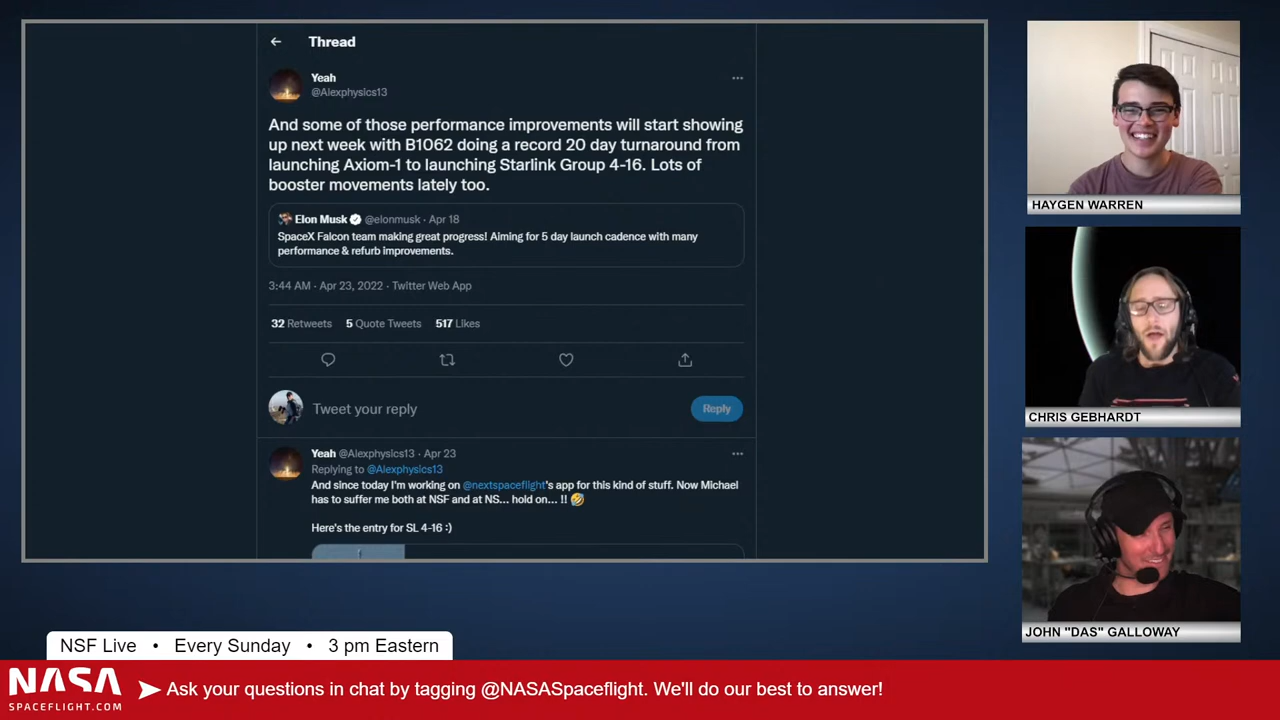 Thread
Yeah
@Alexphysics13
And some of those performance improvements will start showing
up next week with B1062 doing a record 20 day turnaround from
launching Axiom-1 to launching Starlink Group 4-16. Lots of
booster movements lately too.
Elon Musk @elonmusk · Apr 18
SpaceX Falcon team making great progress! Aiming for 5 day launch cadence with many
performance & refurb improvements.
3:44 AM · Apr 23, 2022 · Twitter Web App
32 Retweets 5 Quote Tweets 517 Likes
Tweet your reply
Reply
Yeah @Alexphysics13 · Apr 23
Replying to @Alexphysics13
And since today I'm working on @nextspaceflight's app for this kind of stuff. Now Michael
has to suffer me both at NSF and at NS... hold on... !! 🤣
Here's the entry for SL 4-16 :)
HAYGEN WARREN
CHRIS GEBHARDT
JOHN "DAS" GALLOWAY
NSF Live • Every Sunday • 3 pm Eastern
NASA
SPACEFLIGHT.COM
Ask your questions in chat by tagging @NASASpaceflight. We'll do our best to answer!